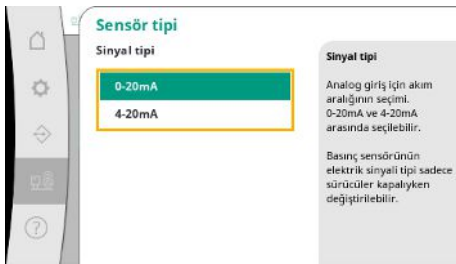 Sensör tipi
Sinyal tipi
0-20mA
4-20mA
Sinyal tipi
Analog giriş için akım
aralığının seçimi.
0-20mA ve 4-20mA
arasında seçilebilir.
Basınç sensörünün
elektrik sinyali tipi sadece
sürücüler kapalıyken
değiştirilebilir.